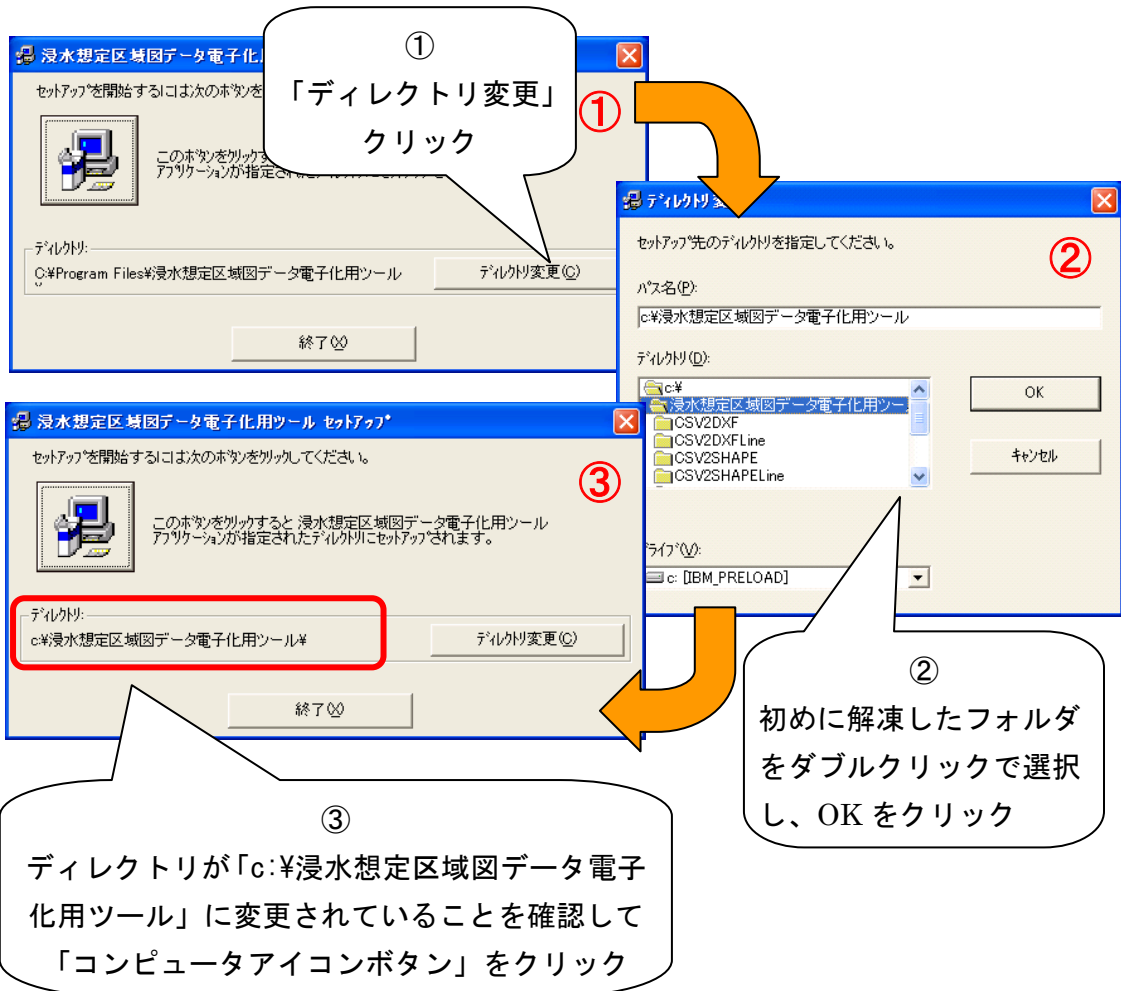 浸水想定区域図データ電子化
セットアップを開始するには次のボタンを
このボタンをクリックす
アプリケーションが指定され
ディレクトリ:
C:¥Program Files¥浸水想定区域図データ電子化用ツール
ディレクトリ変更(C)
終了(X)
①
「ディレクトリ変更」
クリック
①
ディレクトリ変
セットアップ先のディレクトリを指定してください。
②
パス名(P):
c:¥浸水想定区域図データ電子化用ツール
ディレクトリ(D):
c:¥
浸水想定区域図データ電子化用ツー
CSV2DXF
CSV2DXFLine
CSV2SHAPE
CSV2SHAPELine
OK
キャンセル
ドライブ(V):
c: [IBM_PRELOAD]
②
初めに解凍したフォルダ
をダブルクリックで選択
し、OK をクリック
浸水想定区域図データ電子化用ツール セットアップ
セットアップを開始するには次のボタンをクリックしてください。
③
このボタンをクリックすると 浸水想定区域図データ電子化用ツール
アプリケーションが指定されたディレクトリにセットアップされます。
ディレクトリ:
c:¥浸水想定区域図データ電子化用ツール¥
ディレクトリ変更(C)
終了(X)
③
ディレクトリが「c:¥浸水想定区域図データ電子
化用ツール」に変更されていることを確認して
「コンピュータアイコンボタン」をクリック